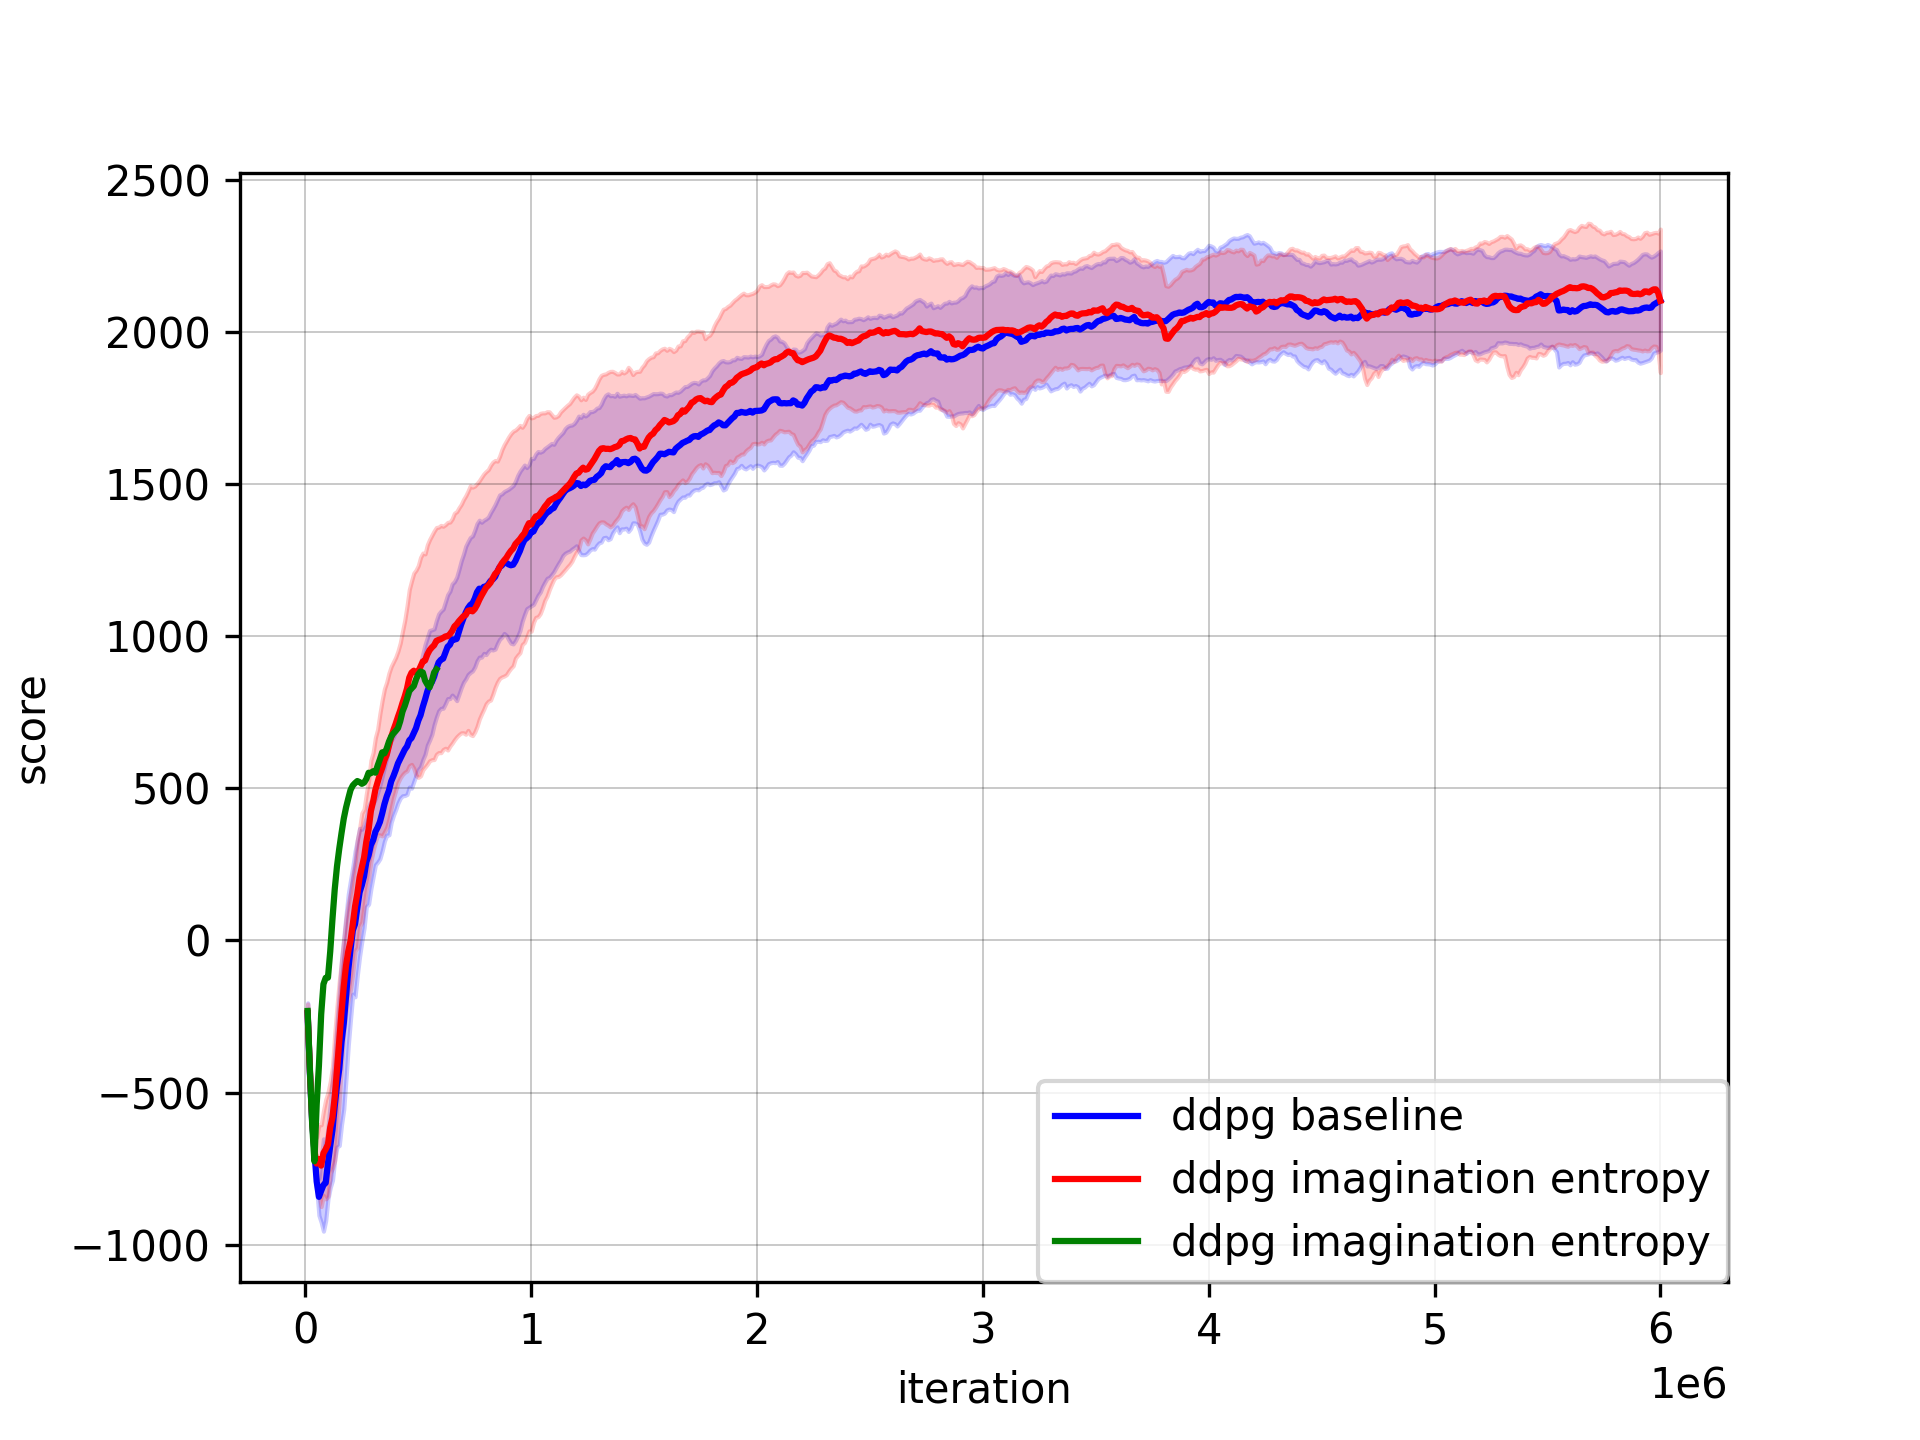 2500
2000
1500
1000
500
0
−500
−1000
score
ddpg baseline
ddpg imagination entropy
ddpg imagination entropy
0 1 2 3 4 5 6
1e6
iteration